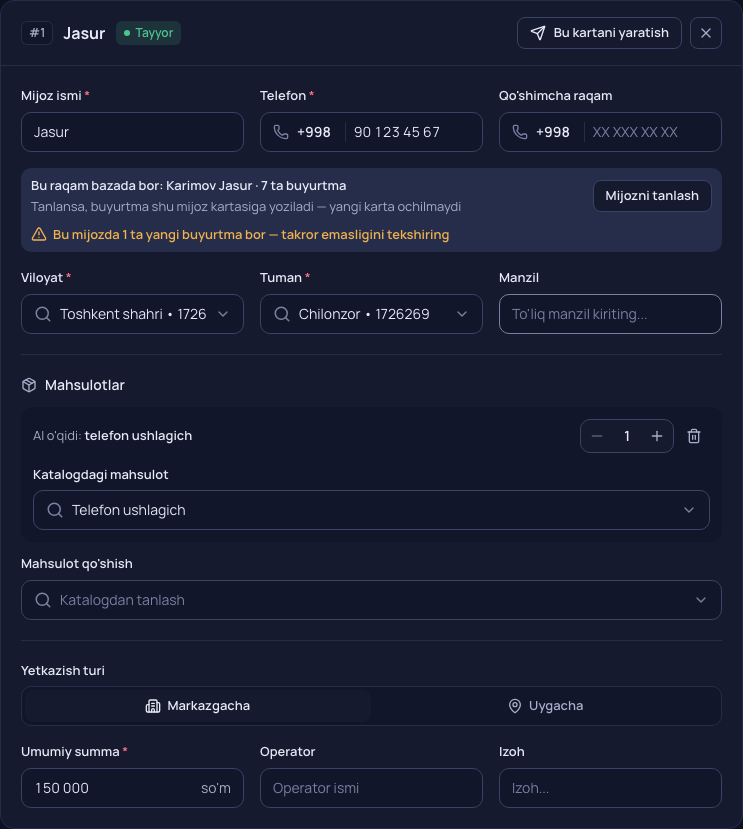 #1 Jasur Tayyor Bu kartani yaratish
Mijoz ismi * Telefon * Qo'shimcha raqam
Jasur +998 90 123 45 67 +998 XX XXX XX XX
Bu raqam bazada bor: Karimov Jasur · 7 ta buyurtma
Tanlansa, buyurtma shu mijoz kartasiga yoziladi — yangi karta ochilmaydi
Mijozni tanlash
Bu mijozda 1 ta yangi buyurtma bor — takror emasligini tekshiring
Viloyat * Tuman * Manzil
Toshkent shahri • 1726 Chilonzor • 1726269 To'liq manzil kiriting...
Mahsulotlar
AI o'qidi: telefon ushlagich 1
Katalogdagi mahsulot
Telefon ushlagich
Mahsulot qo'shish
Katalogdan tanlash
Yetkazish turi
Markazgacha Uygacha
Umumiy summa * Operator Izoh
150 000 so'm Operator ismi Izoh...